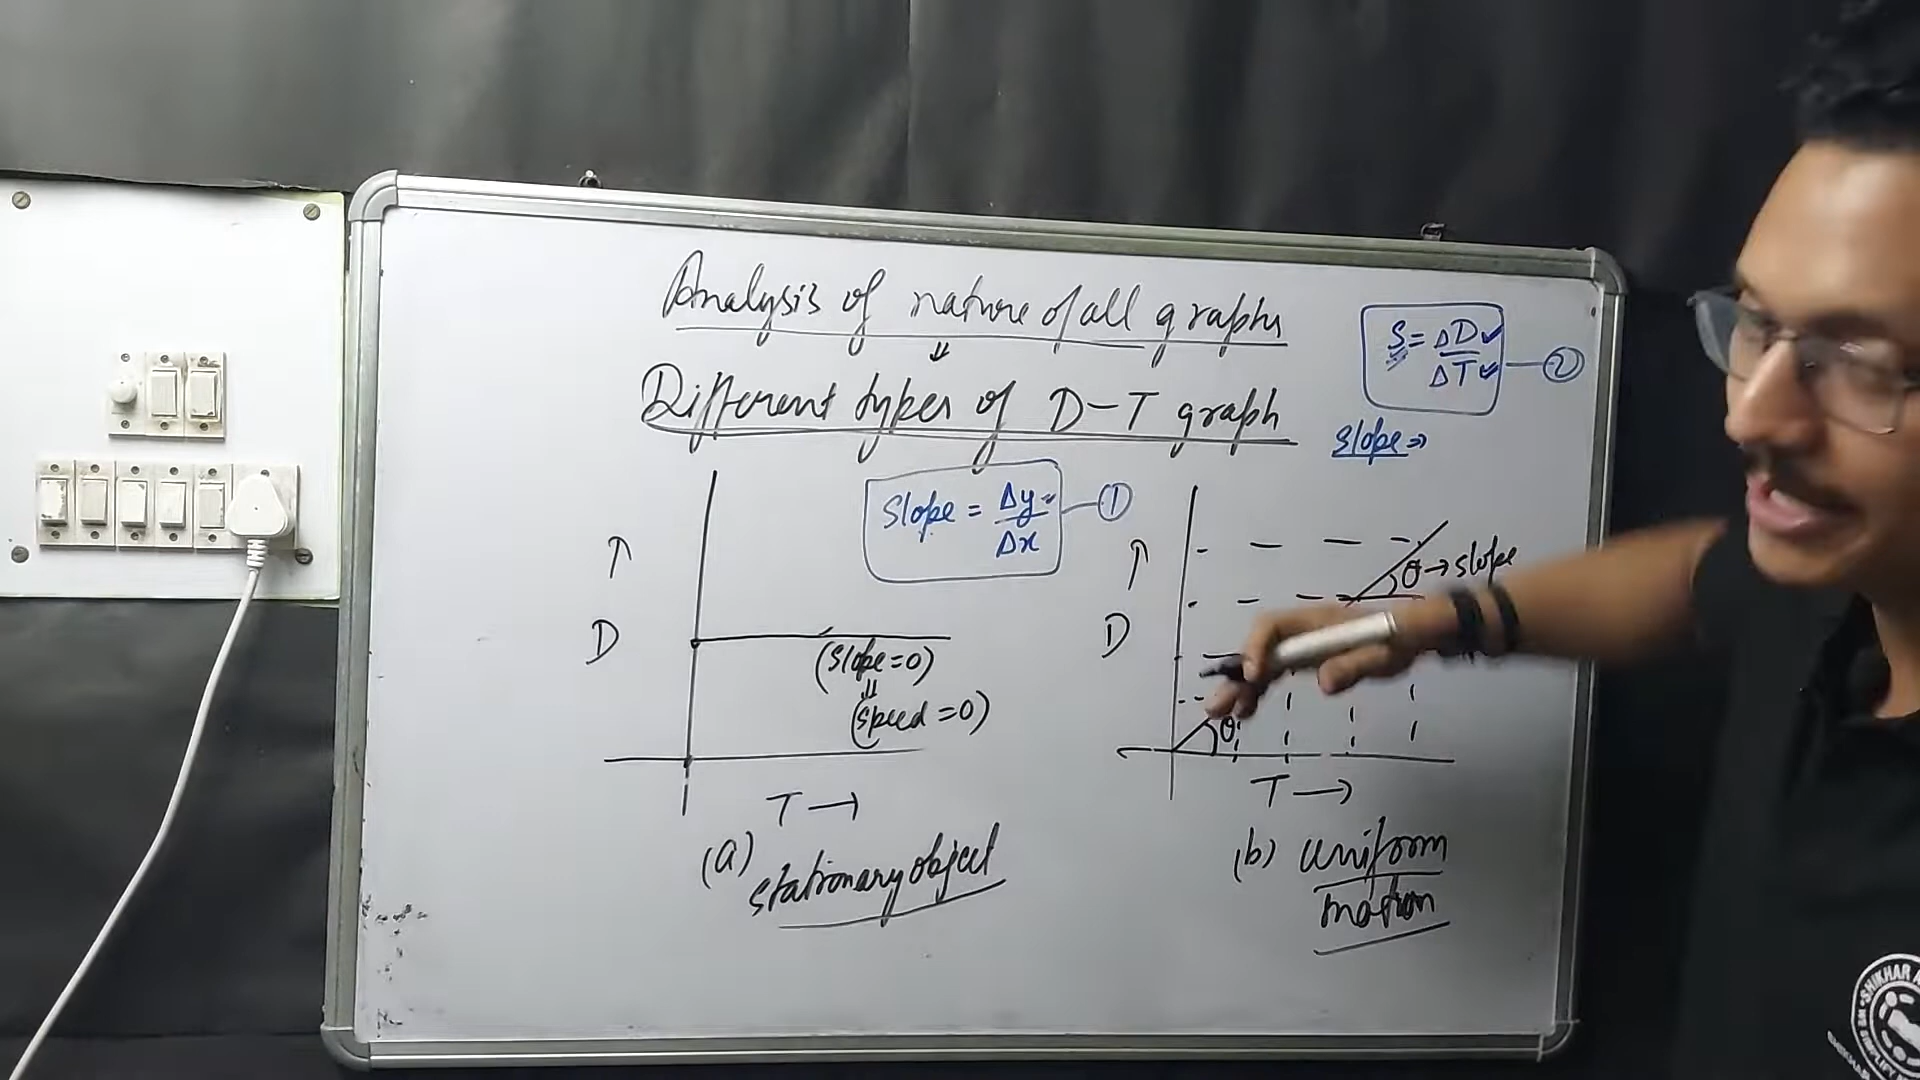 Analysis of nature of all graphs
⇓
Different types of D-T graph
S = ΔD ✓
ΔT ✓
— ②
slope ⇒
Slope = Δy
Δx
— ①
↑
D
(slope=0)
⇓
(speed=0)
T →
(a) stationary object
↑
D
θ → slope
θ
T →
(b) uniform
motion
SHIKHAR